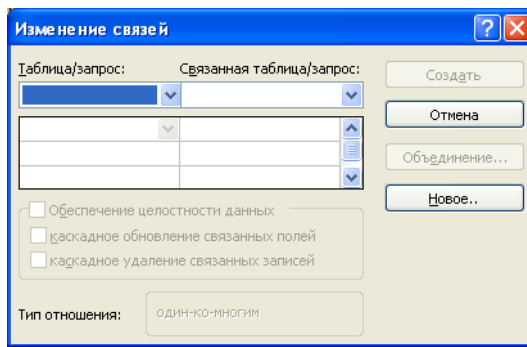 Изменение связей
Таблица/запрос: Связанная таблица/запрос:
Создать
Отмена
Объединение...
Новое..
Обеспечение целостности данных
каскадное обновление связанных полей
каскадное удаление связанных записей
Тип отношения: один-ко-многим